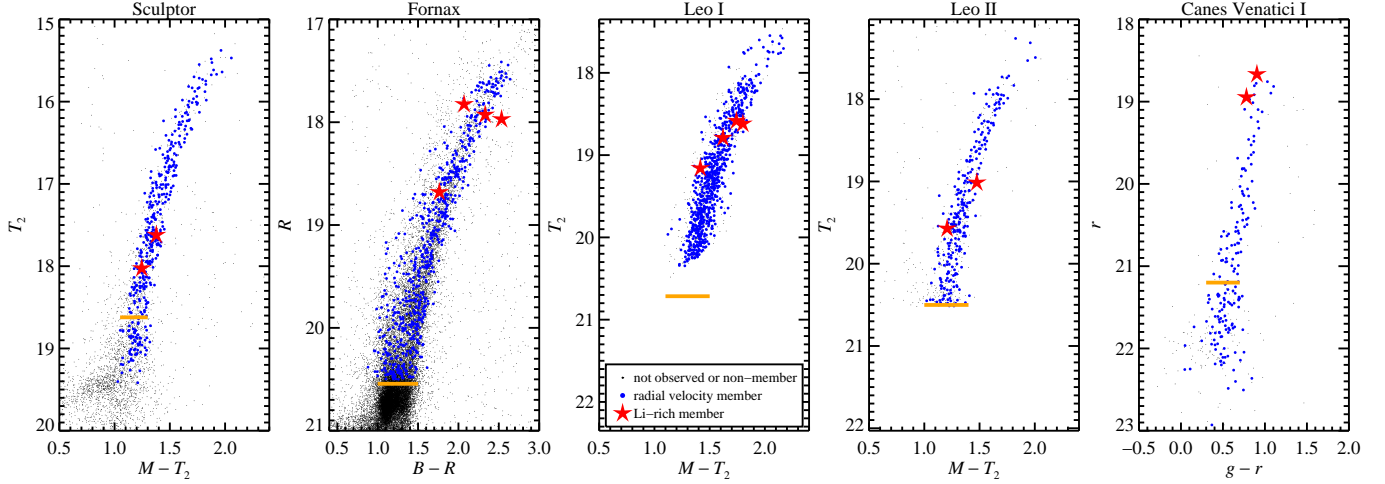 Sculptor
Fornax
Leo I
Leo II
Canes Venatici I
15
16
17
18
19
20
T2
0.5 1.0 1.5 2.0
M − T2
17
18
19
20
21
R
0.5 1.0 1.5 2.0 2.5 3.0
B − R
18
19
20
21
22
T2
0.5 1.0 1.5 2.0
M − T2
not observed or non−member
radial velocity member
Li−rich member
18
19
20
21
22
T2
0.5 1.0 1.5 2.0
M − T2
18
19
20
21
22
23
r
−0.5 0.0 0.5 1.0 1.5 2.0
g − r